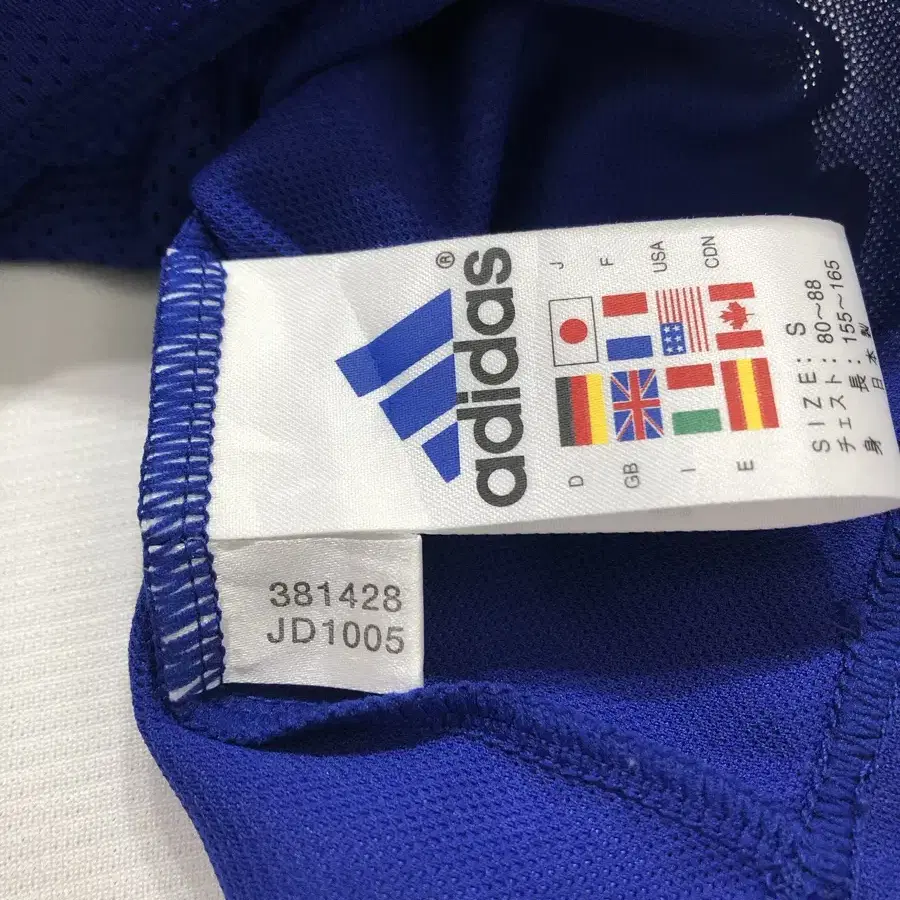 adidas®
J F USA CDN
D GB I E
SIZE: S
チェスト: 80~88
身長: 155~165
日本製
381428
JD1005